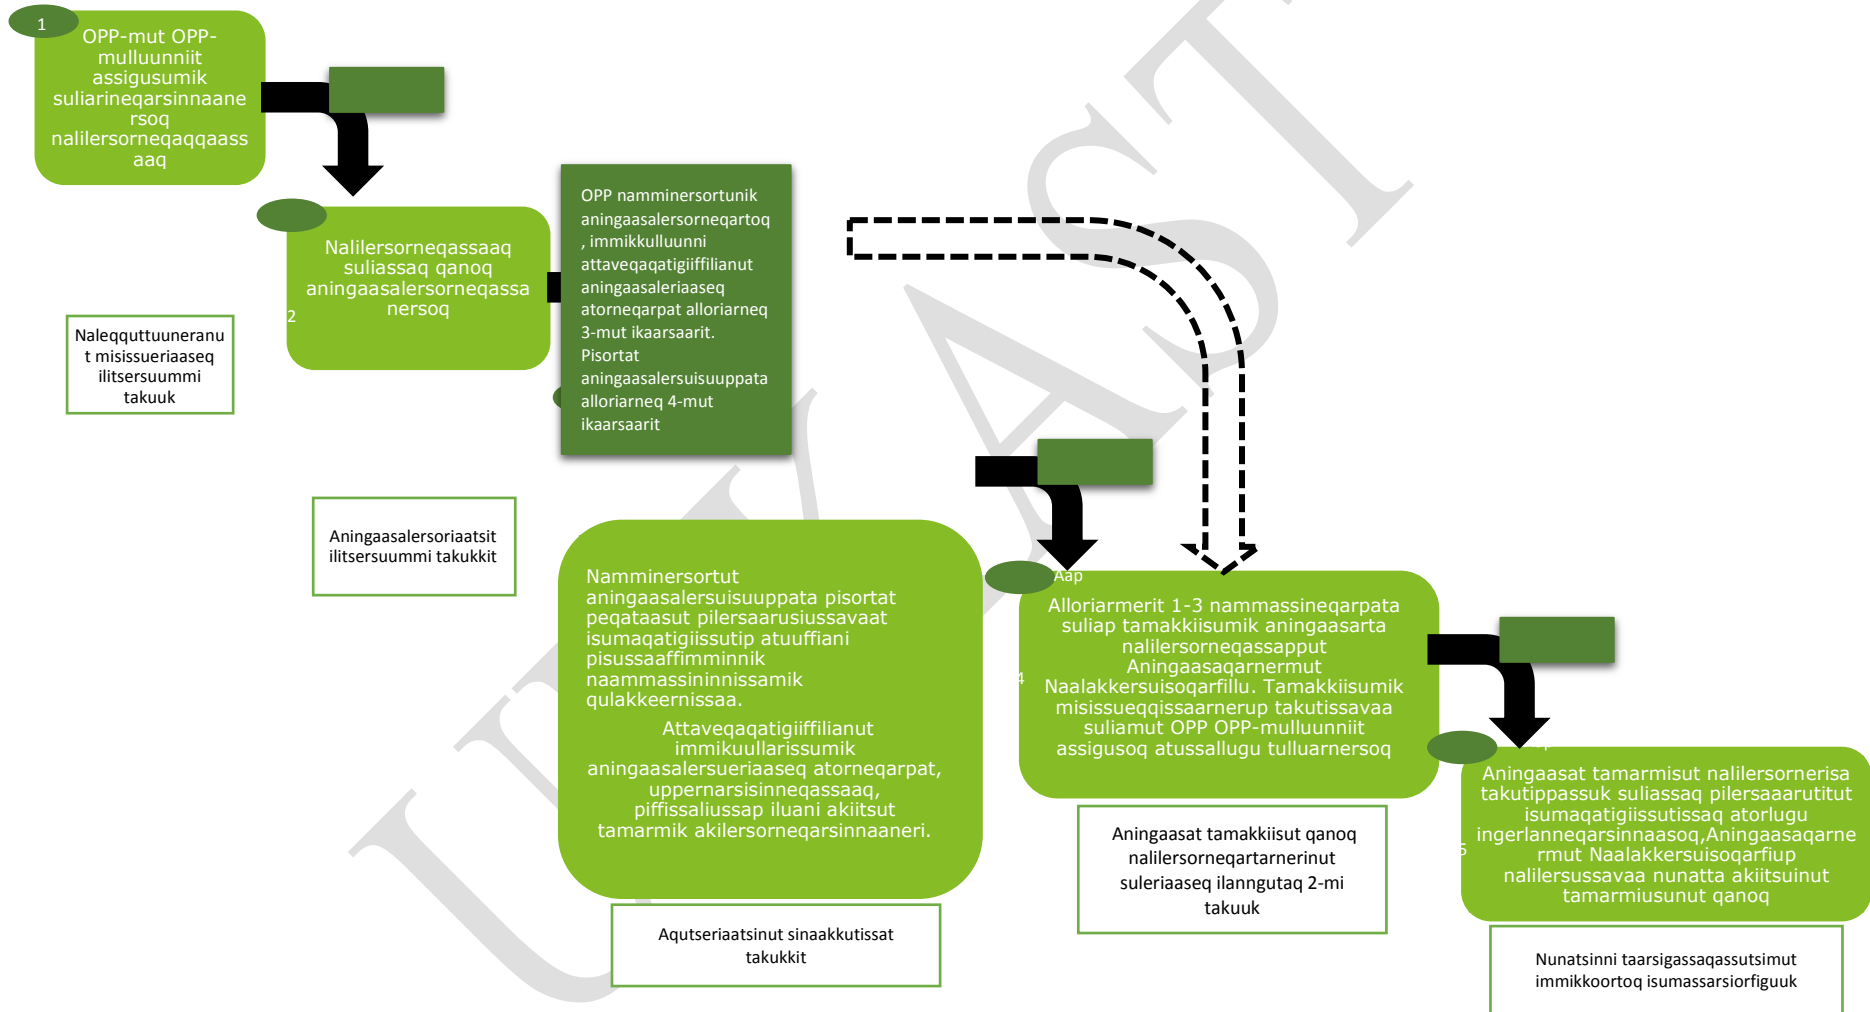 1
OPP-mut OPP-
mulluunniit
assigusumik
suliarineqarsinnaane
rsoq
nalilersorneqaqqaass
aaq
Nalilersorneqassaaq
suliassaq qanoq
aningaasalersorneqassa
nersoq
2
Naleqquttuuneranu
t misissueriaaseq
ilitsersuummi
takuuk
OPP namminersortunik
aningaasalersorneqartoq
, immikkulluunni
attaveqaqatigiiffilianut
aningaasaleriaaseq
atorneqarpat alloriarneq
3-mut ikaarsaarit.
Pisortat
aningaasalersuisuuppata
alloriarneq 4-mut
ikaarsaarit
Aningaasalersoriaatsit
ilitsersuummi takukkit
Namminersortut
aningaasalersuisuuppata pisortat
peqataasut pilersaarusiussavaat
isumaqatigiissutip atuuffiani
pisussaaffimminnik
naammassininnissamik
qulakkeernissaa.
Attaveqaqatigiiffilianut
immikuullarissumik
aningaasalersueriaaseq atorneqarpat,
uppernarsisinneqassaaq,
piffissaliussap iluani akiitsut
tamarmik akilersorneqarsinnaaneri.
Aqutseriaatsinut sinaakkutissat
takukkit
Aap
Alloriarmerit 1-3 nammassineqarpata
suliap tamakkiisumik aningaasarta
nalilersorneqassapput
Aningaasaqarnermut
Naalakkersuisoqarfillu. Tamakkiisumik
misissueqqissaarnerup takutissavaa
suliamut OPP OPP-mulluunniit
assigusoq atussallugu tulluarnersoq
4
Aningaasat tamakkiisut qanoq
nalilersorneqartarnerinut
suleriaaseq ilanngutaq 2-mi
takuuk
Aningaasat tamarmisut nalilersornerisa
takutippassuk suliassaq pilersaaarutitut
isumaqatigiissutissaq atorlugu
ingerlanneqarsinnaasoq,Aningaasaqarne
rmut Naalakkersuisoqarfiup
nalilersussavaa nunatta akiitsuinut
tamarmiusunut qanoq
5
Nunatsinni taarsigassaqassutsimut
immikkoortoq isumassarsiorfiguuk
UDKAST